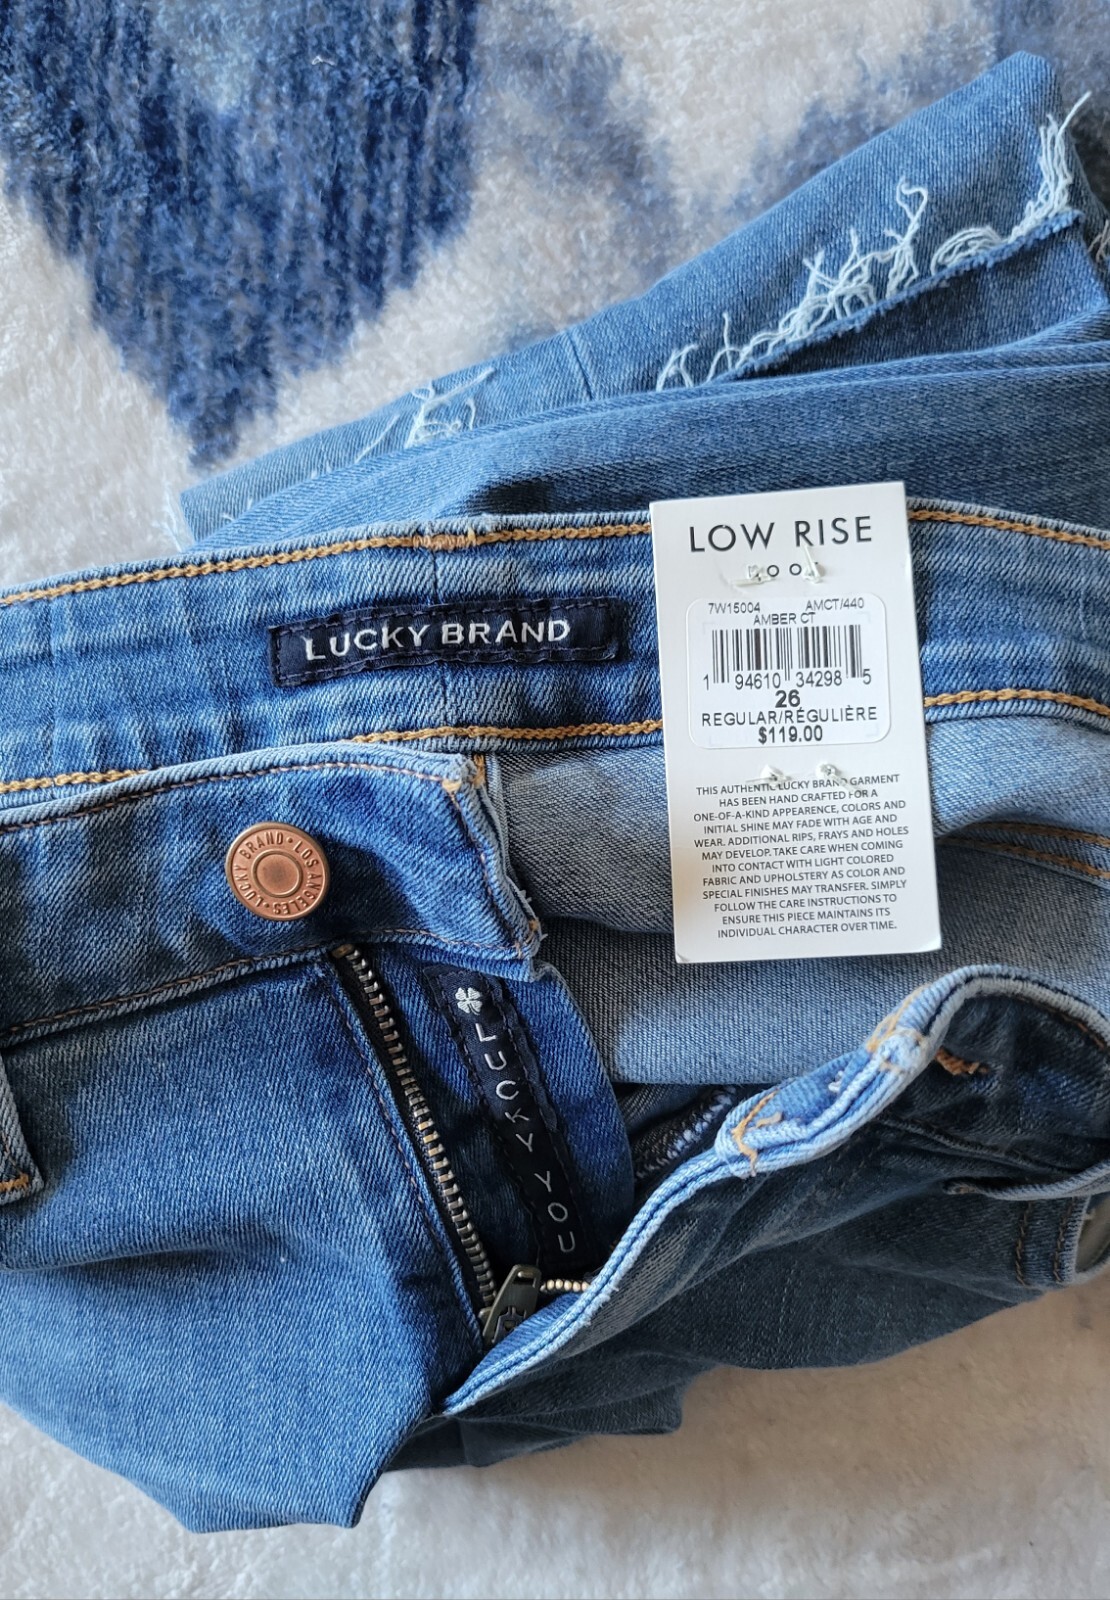 LOW RISE
BOOT
7W15004 AMCT/440
AMBER CT
1 94610 34298 5
26
REGULAR/RÉGULIÈRE
$119.00
THIS AUTHENTIC LUCKY BRAND GARMENT
HAS BEEN HAND CRAFTED FOR A
ONE-OF-A-KIND APPEARENCE, COLORS AND
INITIAL SHINE MAY FADE WITH AGE AND
WEAR. ADDITIONAL RIPS, FRAYS AND HOLES
MAY DEVELOP. TAKE CARE WHEN COMING
INTO CONTACT WITH LIGHT COLORED
FABRIC AND UPHOLSTERY AS COLOR AND
SPECIAL FINISHES MAY TRANSFER. SIMPLY
FOLLOW THE CARE INSTRUCTIONS TO
ENSURE THIS PIECE MAINTAINS ITS
INDIVIDUAL CHARACTER OVER TIME.
LUCKY BRAND
LUCKY BRAND • LOS ANGELES •
LUCKY YOU